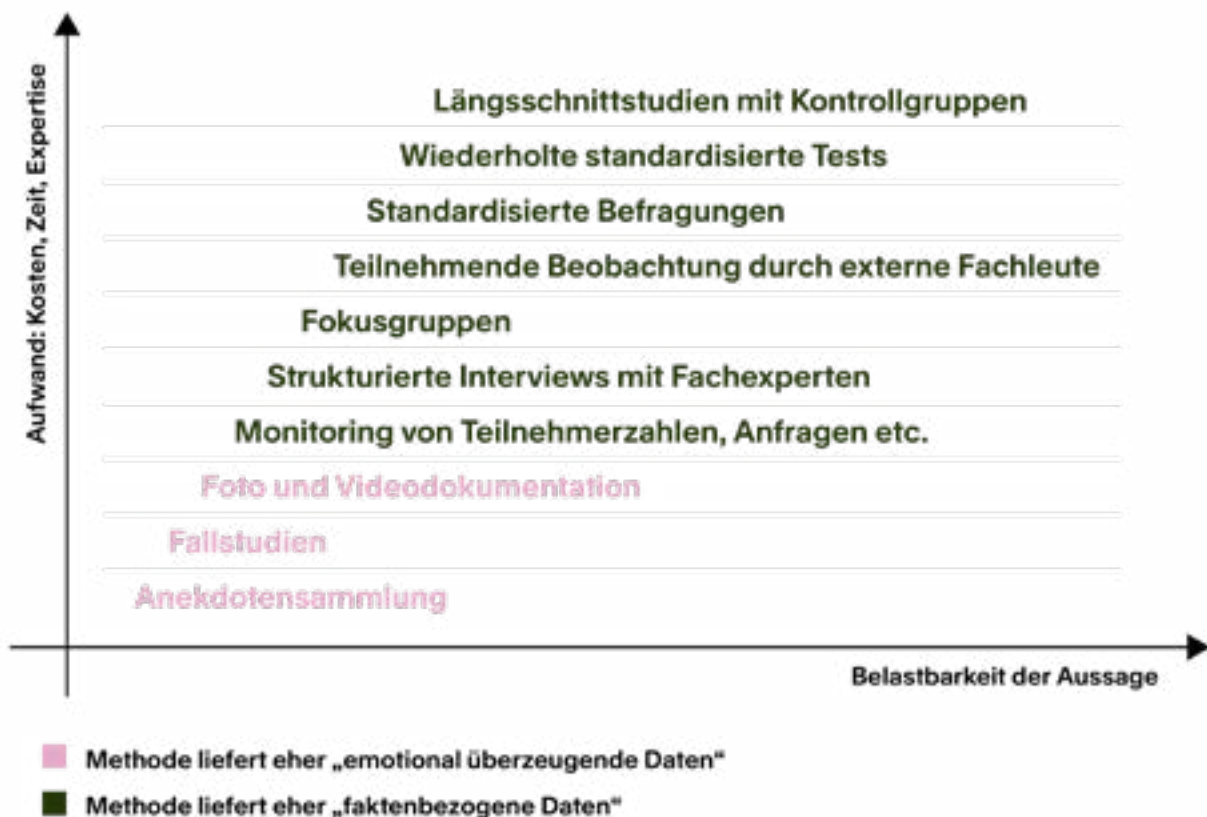 Aufwand: Kosten, Zeit, Expertise
Längsschnittstudien mit Kontrollgruppen
Wiederholte standardisierte Tests
Standardisierte Befragungen
Teilnehmende Beobachtung durch externe Fachleute
Fokusgruppen
Strukturierte Interviews mit Fachexperten
Monitoring von Teilnehmerzahlen, Anfragen etc.
Foto und Videodokumentation
Fallstudien
Anekdotensammlung
Belastbarkeit der Aussage
Methode liefert eher „emotional überzeugende Daten“
Methode liefert eher „faktenbezogene Daten“